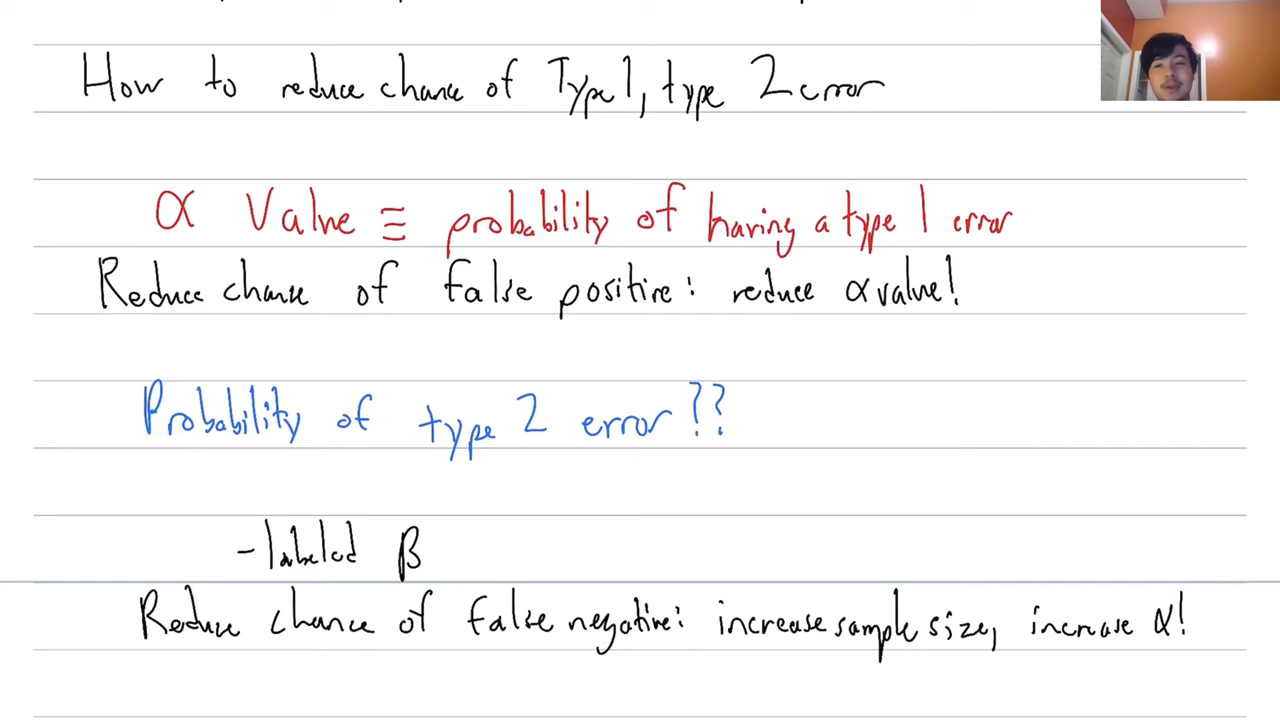 How to reduce chance of Type 1, type 2 error
α Value ≡ probability of having a type 1 error
Reduce chance of false positive: reduce α value!
Probability of type 2 error??
- labeled β
Reduce chance of false negative: increase sample size, increase α!